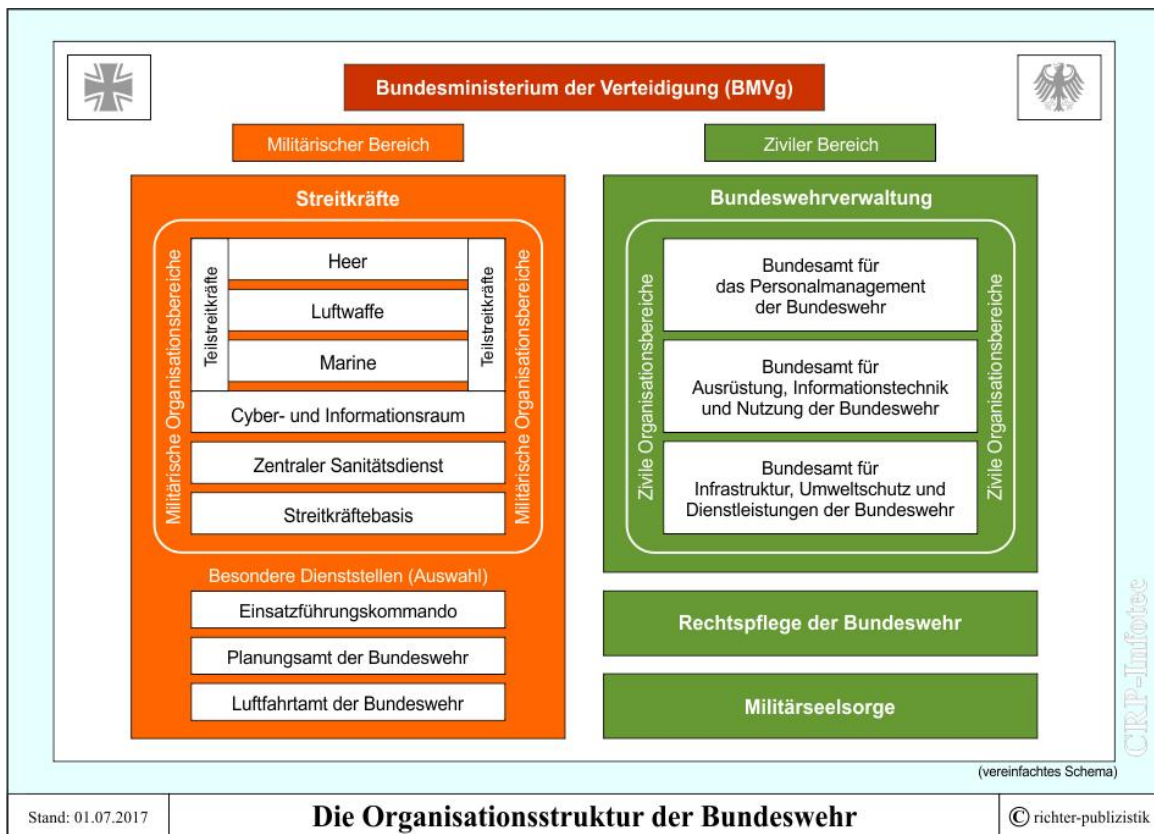 Bundesministerium der Verteidigung (BMVg)
Militärischer Bereich
Streitkräfte
Militärische Organisationsbereiche
Teilstreitkräfte
Heer
Luftwaffe
Marine
Teilstreitkräfte
Militärische Organisationsbereiche
Cyber- und Informationsraum
Zentraler Sanitätsdienst
Streitkräftebasis
Besondere Dienststellen (Auswahl)
Einsatzführungskommando
Planungsamt der Bundeswehr
Luftfahrtamt der Bundeswehr
Ziviler Bereich
Bundeswehrverwaltung
Zivile Organisationsbereiche
Bundesamt für
das Personalmanagement
der Bundeswehr
Bundesamt für
Ausrüstung, Informationstechnik
und Nutzung der Bundeswehr
Bundesamt für
Infrastruktur, Umweltschutz und
Dienstleistungen der Bundeswehr
Zivile Organisationsbereiche
Rechtspflege der Bundeswehr
Militärseelsorge
CRP-Infotec
(vereinfachtes Schema)
Stand: 01.07.2017
Die Organisationsstruktur der Bundeswehr
© richter-publizistik